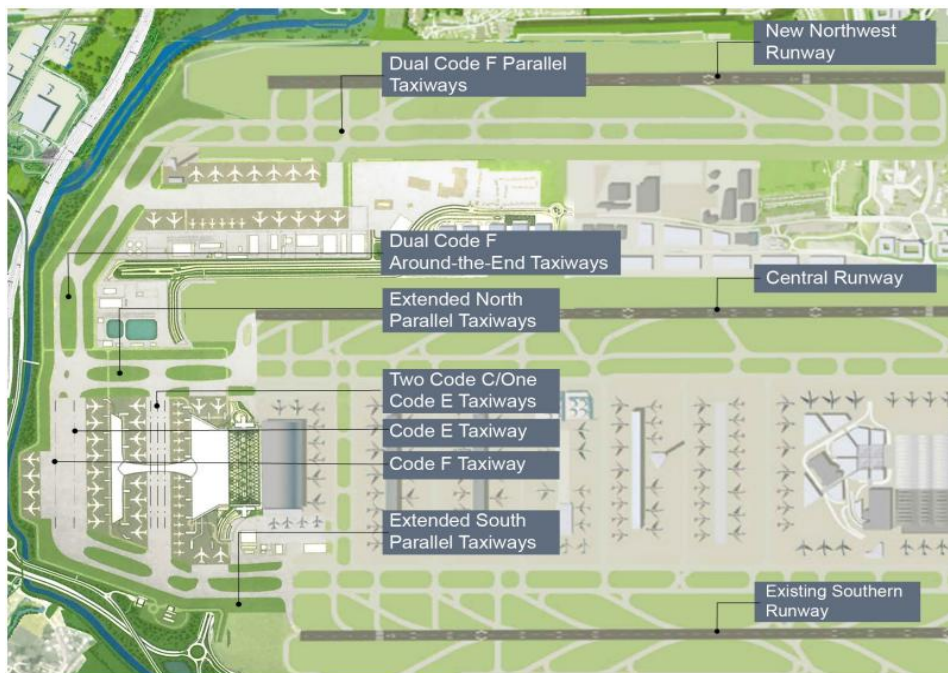 New Northwest
Runway
Dual Code F Parallel
Taxiways
Dual Code F
Around-the-End Taxiways
Central Runway
Extended North
Parallel Taxiways
Two Code C/One
Code E Taxiways
Code E Taxiway
Code F Taxiway
Extended South
Parallel Taxiways
Existing Southern
Runway